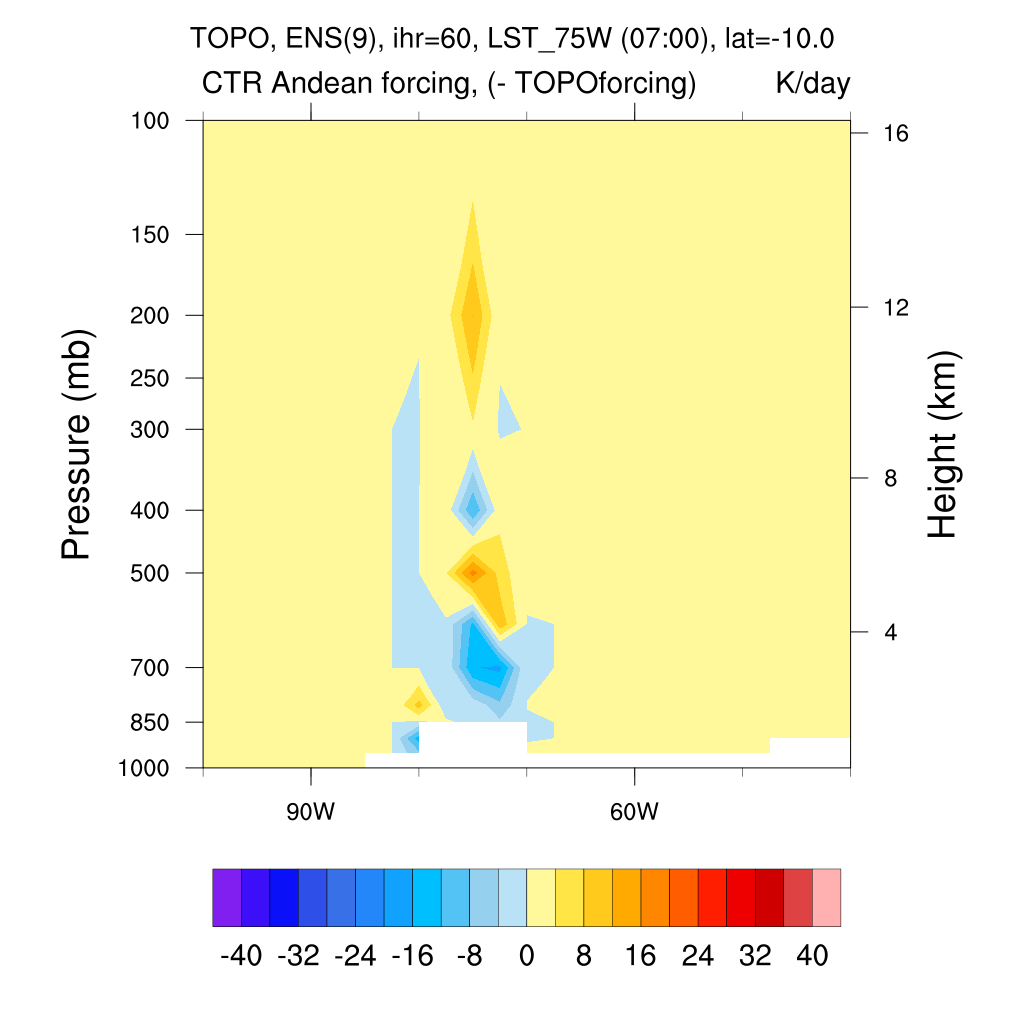 TOPO, ENS(9), ihr=60, LST_75W (07:00), lat=-10.0
CTR Andean forcing, (- TOPOforcing) K/day
100
150
200
250
300
400
500
700
850
1000
Pressure (mb)
16
12
8
4
Height (km)
90W 60W
-40 -32 -24 -16 -8 0 8 16 24 32 40